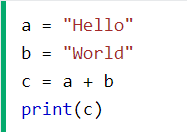 a = "Hello"
b = "World"
c = a + b
print(c)